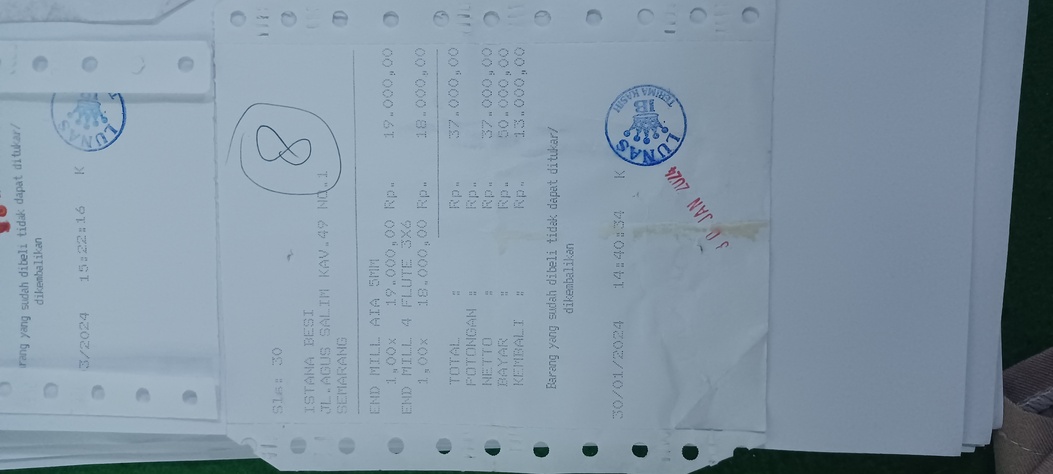 8
Sls: 30
ISTANA BESI
JL.AGUS SALIM KAV.49 NO.1
SEMARANG
END MILL AIA 5MM
1,00x 19.000,00 Rp. 19.000,00
END MILL 4 FLUTE 3X6
1,00x 18.000,00 Rp. 18.000,00
TOTAL : Rp. 37.000,00
POTONGAN : Rp.
NETTO : Rp. 37.000,00
BAYAR : Rp. 50.000,00
KEMBALI : Rp. 13.000,00
Barang yang sudah dibeli tidak dapat ditukar/
dikembalikan
30/01/2024 14:40:34 K
LUNAS
IB
TERIMA KASIH
30 JAN 2024
rang yang sudah dibeli tidak dapat ditukar/
dikembalikan
3/2024 15:22:16 K
LUNAS